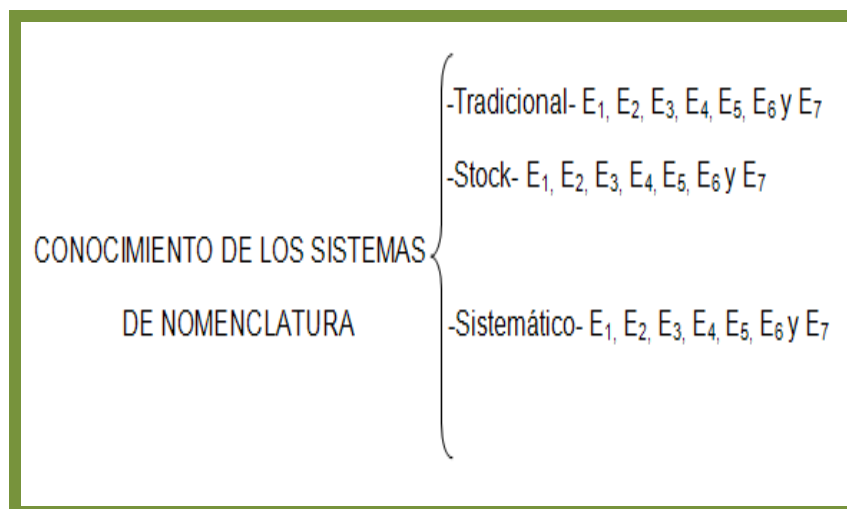 -Tradicional- E₁, E₂, E₃, E₄, E₅, E₆ y E₇
-Stock- E₁, E₂, E₃, E₄, E₅, E₆ y E₇
CONOCIMIENTO DE LOS SISTEMAS
DE NOMENCLATURA
-Sistemático- E₁, E₂, E₃, E₄, E₅, E₆ y E₇